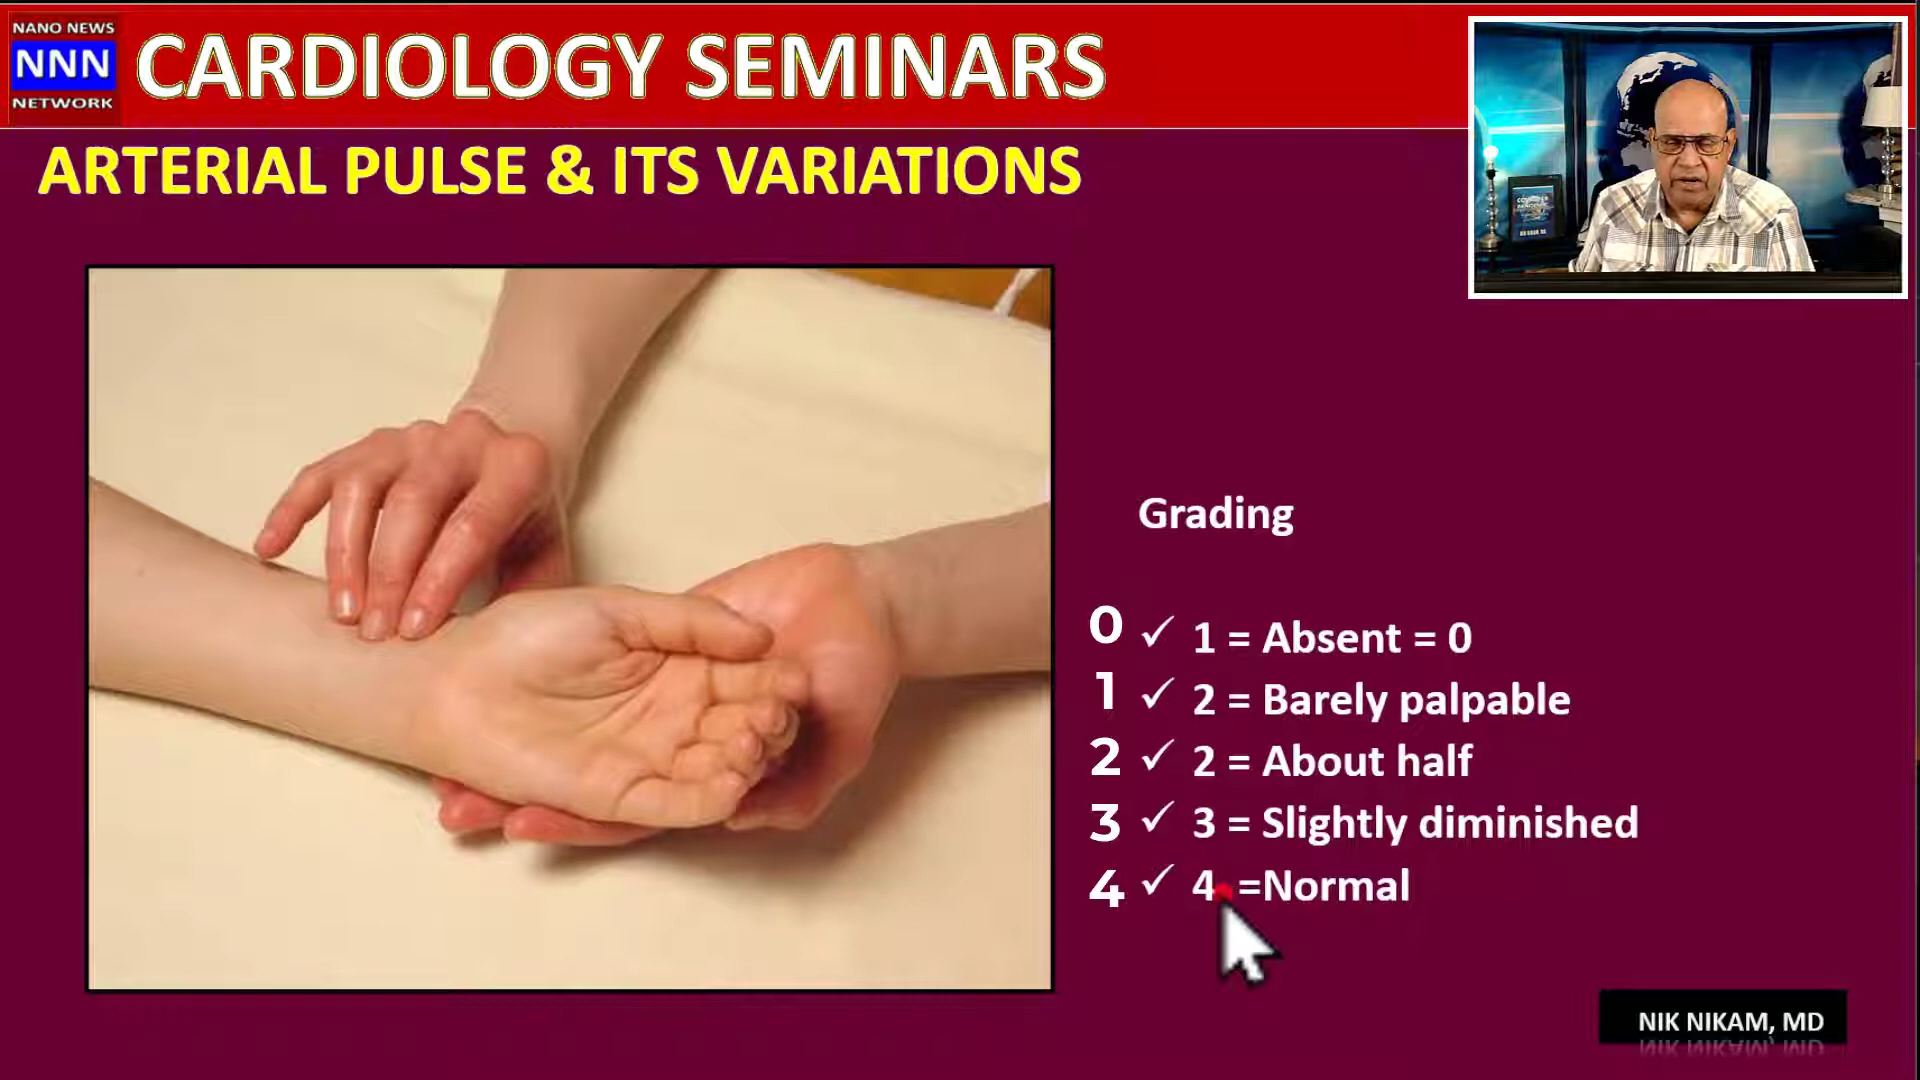 NANO NEWS
NNN
NETWORK
CARDIOLOGY SEMINARS
ARTERIAL PULSE & ITS VARIATIONS
Grading
0 ✓ 1 = Absent = 0
1 ✓ 2 = Barely palpable
2 ✓ 2 = About half
3 ✓ 3 = Slightly diminished
4 ✓ 4 =Normal
NIK NIKAM, MD